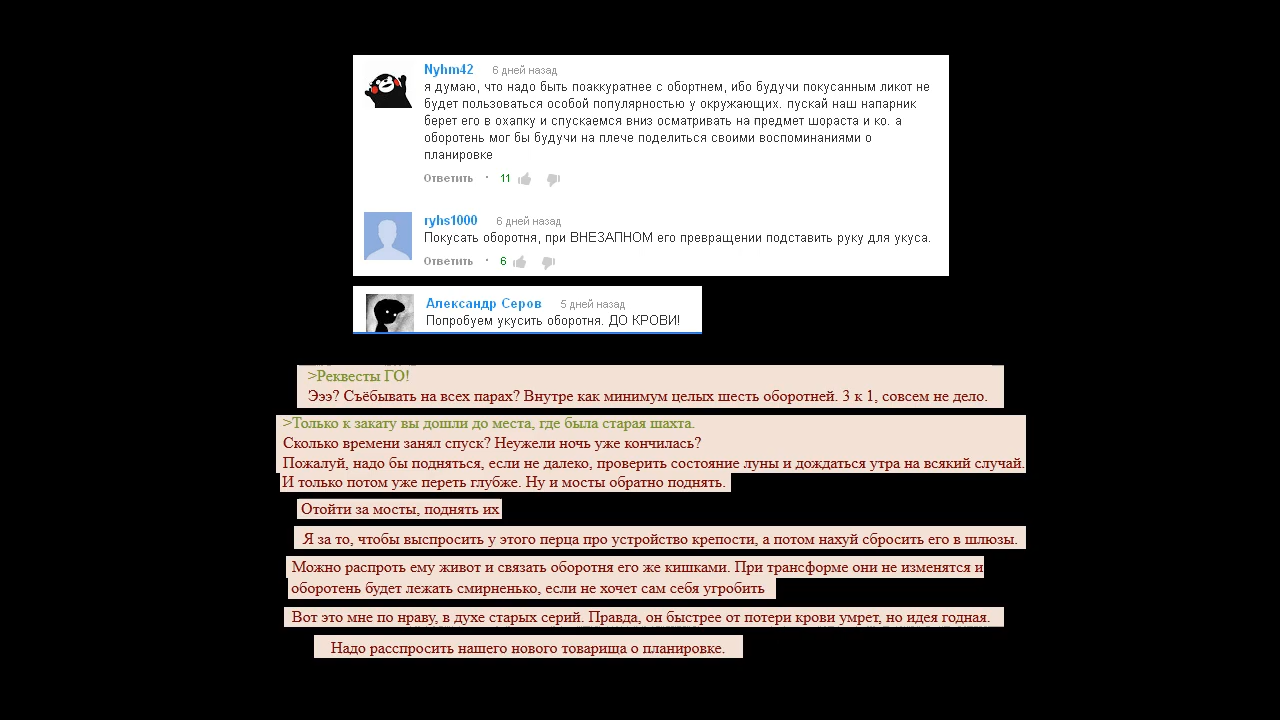 Nyhm42 6 дней назад
я думаю, что надо быть поаккуратнее с обортнем, ибо будучи покусанным ликот не
будет пользоваться особой популярностью у окружающих. пускай наш напарник
берет его в охапку и спускаемся вниз осматривать на предмет шораста и ко. а
оборотень мог бы будучи на плече поделиться своими воспоминаниями о
планировке
Ответить · 11
ryhs1000 6 дней назад
Покусать оборотня, при ВНЕЗАПНОМ его превращении подставить руку для укуса.
Ответить · 6
Александр Серов 5 дней назад
Попробуем укусить оборотня. ДО КРОВИ!
>Реквесты ГО!
Эээ? Съёбывать на всех парах? Внутре как минимум целых шесть оборотней. 3 к 1, совсем не дело.
>Только к закату вы дошли до места, где была старая шахта.
Сколько времени занял спуск? Неужели ночь уже кончилась?
Пожалуй, надо бы подняться, если не далеко, проверить состояние луны и дождаться утра на всякий случай.
И только потом уже переть глубже. Ну и мосты обратно поднять.
Отойти за мосты, поднять их
Я за то, чтобы выспросить у этого перца про устройство крепости, а потом нахуй сбросить его в шлюзы.
Можно распроть ему живот и связать оборотня его же кишками. При трансформе они не изменятся и
оборотень будет лежать смирненько, если не хочет сам себя угробить
Вот это мне по нраву, в духе старых серий. Правда, он быстрее от потери крови умрет, но идея годная.
Надо расспросить нашего нового товарища о планировке.